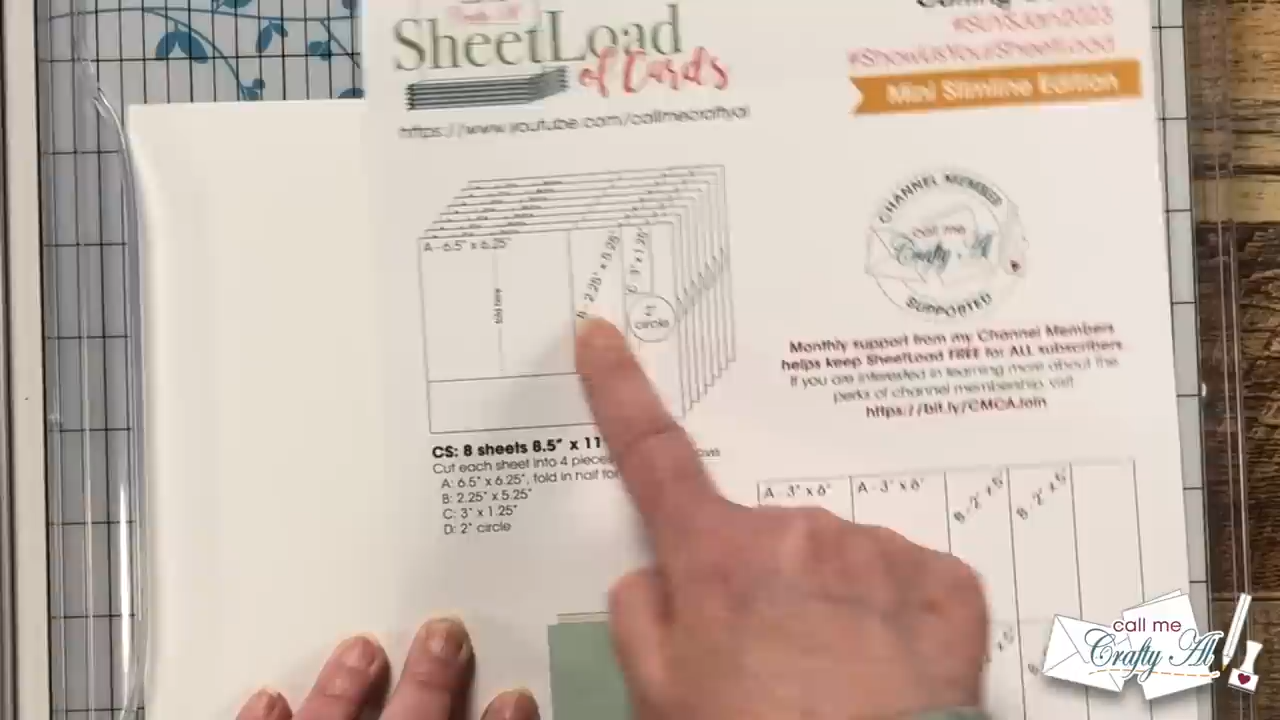 SheetLoad
of Cards
https://www.youtube.com/callmecraftyal
#ShowUsYourSheetLoad
Mini Slimline Edition
A - 6.5" x 6.25"
fold here
2.25" x 5.25"
C: 3" x 1.25"
2"
circle
CHANNEL MEMBER
call me
Crafty Al
SUPPORTED
Monthly support from my Channel Members
helps keep SheetLoad FREE for ALL subscribers
If you are interested in learning more about the
perks of channel membership visit
https://bit.ly/CMCAJoin
CS: 8 sheets 8.5" x 11
Cut each sheet into 4 pieces
A: 6.5" x 6.25", fold in half
B: 2.25" x 5.25"
C: 3" x 1.25"
D: 2" circle
A - 3" x 6"
A - 3" x 6"
call me
Crafty Al